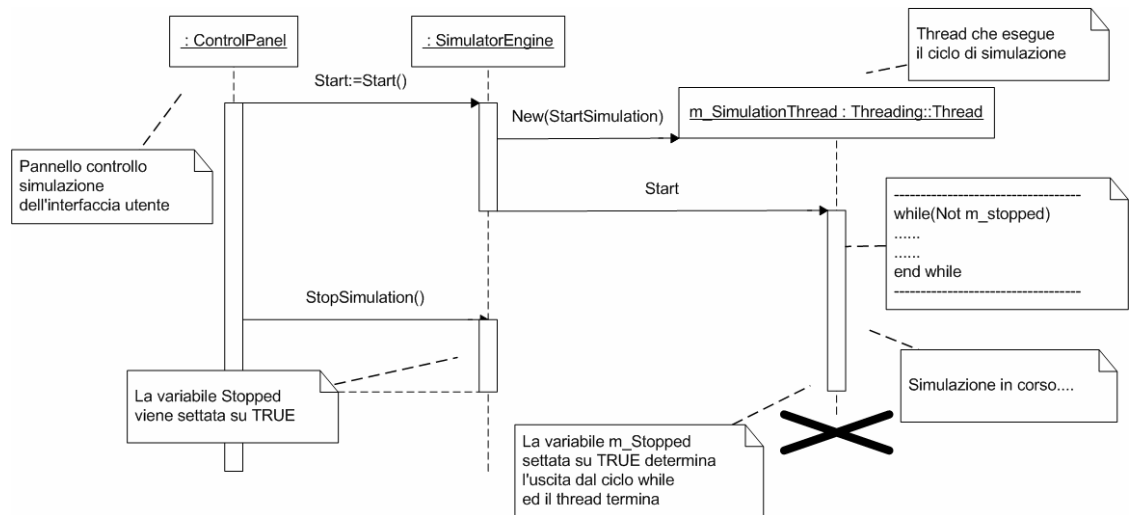 : ControlPanel
: SimulatorEngine
Thread che esegue
il ciclo di simulazione
Start:=Start()
New(StartSimulation)
m_SimulationThread : Threading::Thread
Pannello controllo
simulazione
dell'interfaccia utente
Start
------------------------------------
while(Not m_stopped)
......
......
end while
------------------------------------
StopSimulation()
Simulazione in corso....
La variabile Stopped
viene settata su TRUE
La variabile m_Stopped
settata su TRUE determina
l'uscita dal ciclo while
ed il thread termina